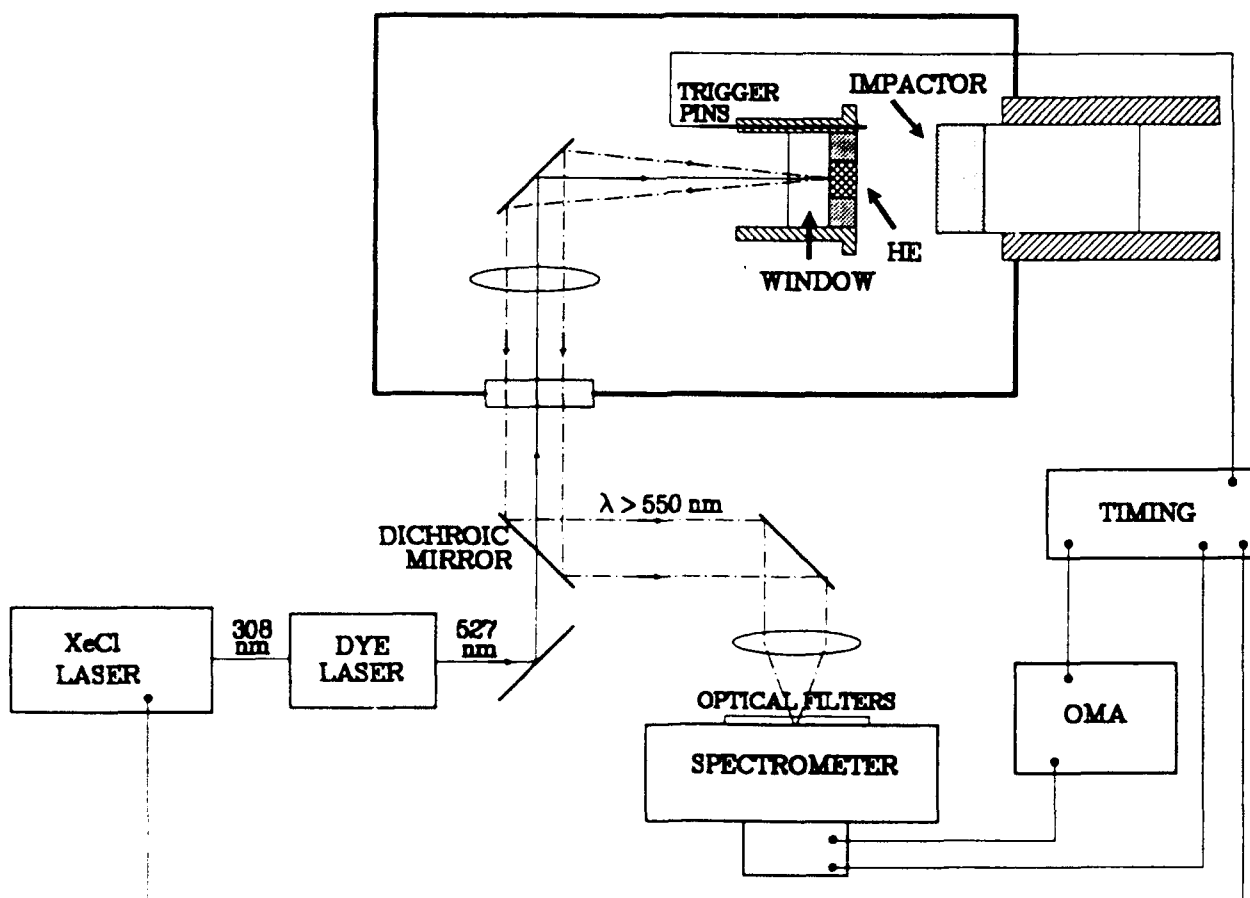 TRIGGER
PINS
IMPACTOR
HE
WINDOW
λ > 550 nm
DICHROIC
MIRROR
TIMING
XeCl
LASER
308
nm
DYE
LASER
527
nm
OPTICAL FILTERS
SPECTROMETER
OMA